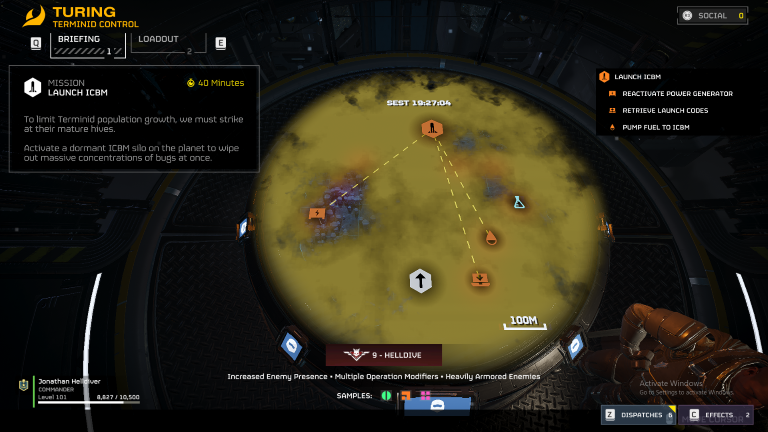 TURING
TERMINID CONTROL
Q
BRIEFING
1
LOADOUT
2
E
SOCIAL 0
MISSION
LAUNCH ICBM
40 Minutes
To limit Terminid population growth, we must strike
at their mature hives.
Activate a dormant ICBM silo on the planet to wipe
out massive concentrations of bugs at once.
LAUNCH ICBM
REACTIVATE POWER GENERATOR
RETRIEVE LAUNCH CODES
PUMP FUEL TO ICBM
SEST 19:27:04
100M
9 - HELLDIVE
Increased Enemy Presence • Multiple Operation Modifiers • Heavily Armored Enemies
SAMPLES:
Jonathan Helldiver
COMMANDER
Level 101
8,827 / 10,500
Activate Windows
Go to Settings to activate Windows.
Z DISPATCHES 6
C EFFECTS 2